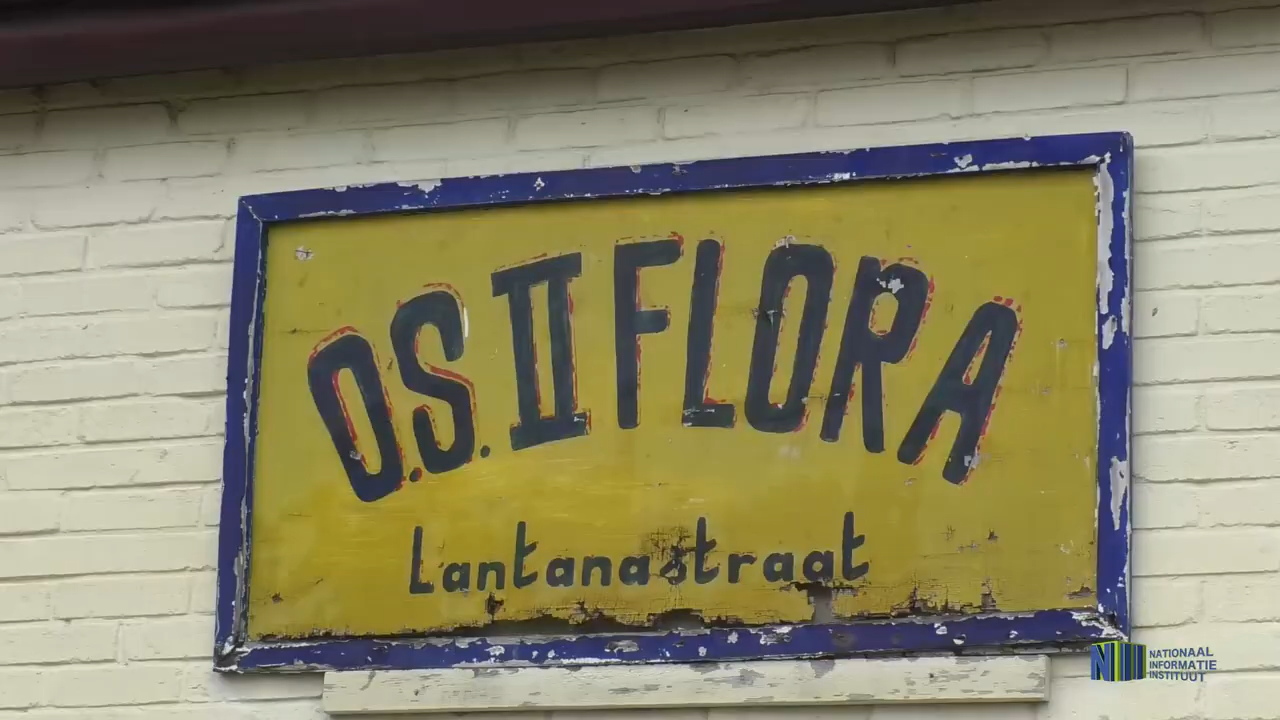 O.S. II FLORA
Lantanastraat
NATIONAAL
INFORMATIE
INSTITUUT